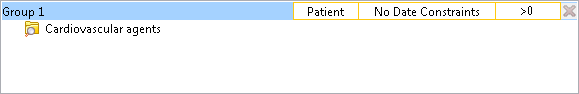 Group 1 Patient No Date Constraints >0
Cardiovascular agents